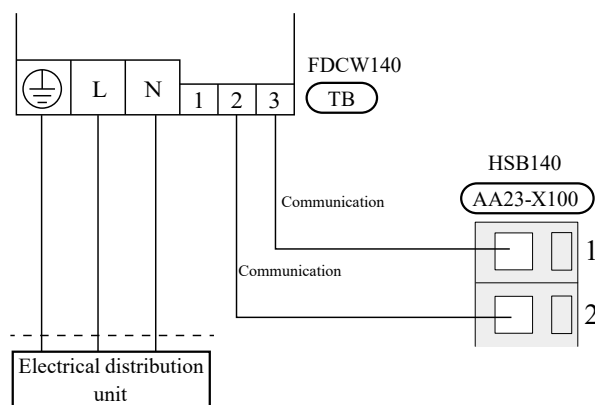 FDCW140
TB
L N 1 2 3
HSB140
AA23-X100
Communication
1
Communication
2
Electrical distribution
unit